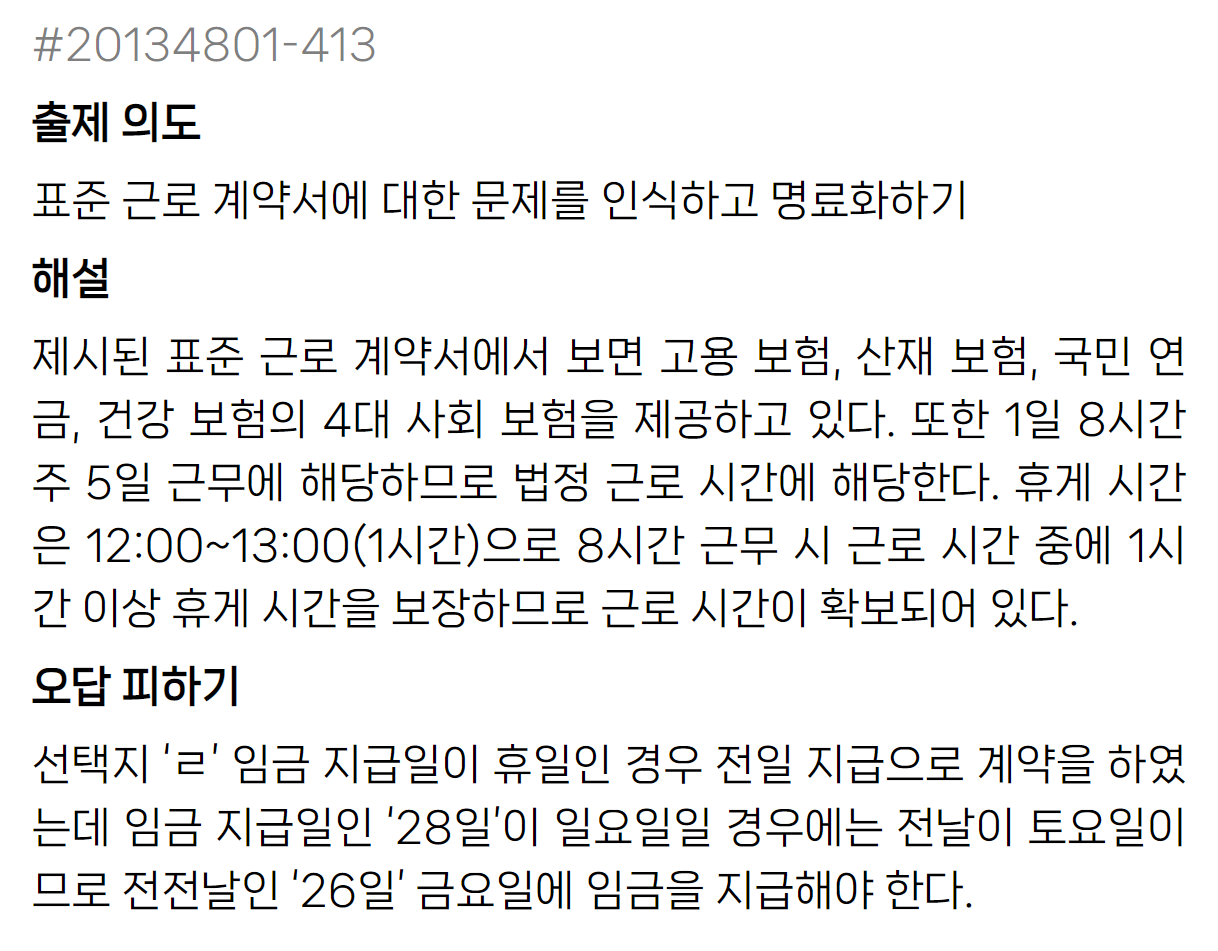 #20134801-413
출제 의도
표준 근로 계약서에 대한 문제를 인식하고 명료화하기
해설
제시된 표준 근로 계약서에서 보면 고용 보험, 산재 보험, 국민 연
금, 건강 보험의 4대 사회 보험을 제공하고 있다. 또한 1일 8시간
주 5일 근무에 해당하므로 법정 근로 시간에 해당한다. 휴게 시간
은 12:00~13:00(1시간)으로 8시간 근무 시 근로 시간 중에 1시
간 이상 휴게 시간을 보장하므로 근로 시간이 확보되어 있다.
오답 피하기
선택지 ‘ㄹ’ 임금 지급일이 휴일인 경우 전일 지급으로 계약을 하였
는데 임금 지급일인 ‘28일’이 일요일일 경우에는 전날이 토요일이
므로 전전날인 ‘26일’ 금요일에 임금을 지급해야 한다.